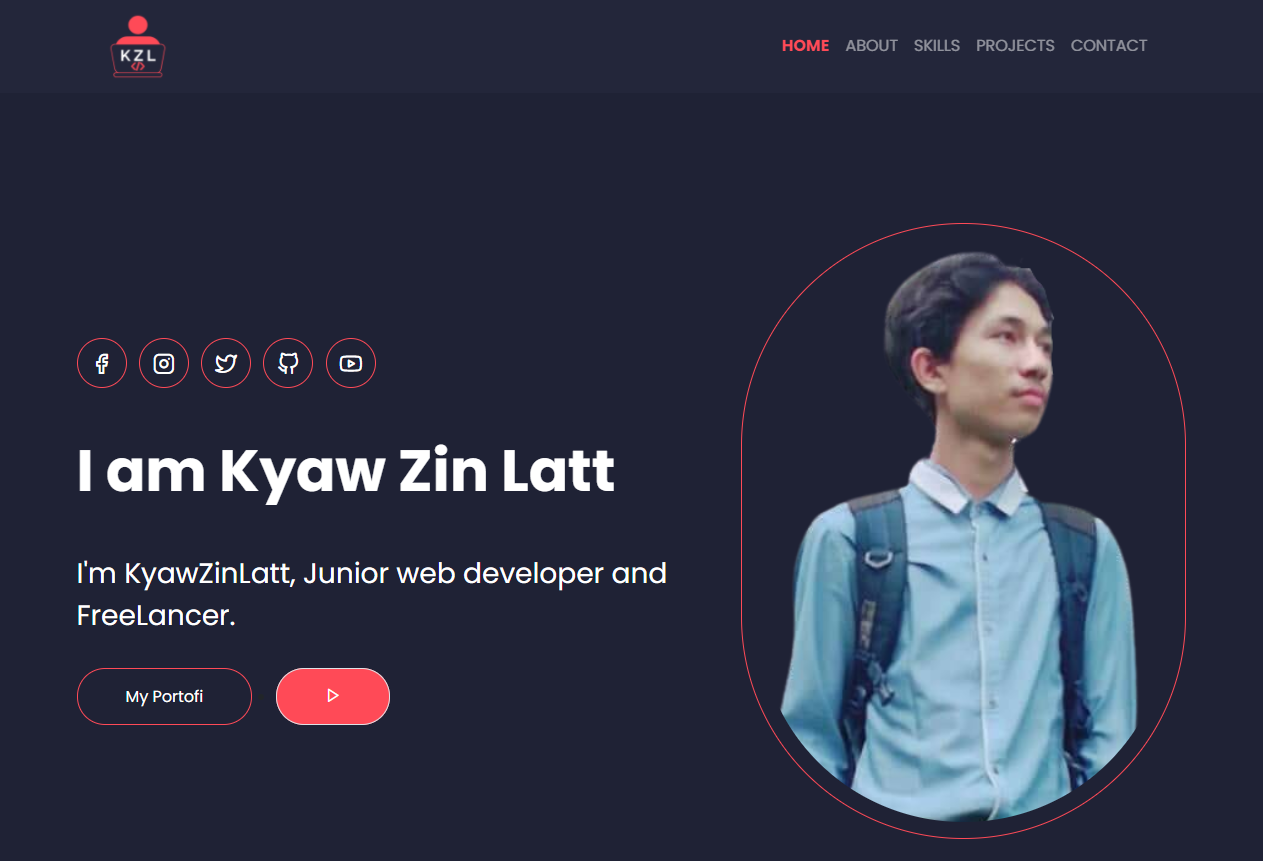 KZL
</>
HOME ABOUT SKILLS PROJECTS CONTACT
I am Kyaw Zin Latt
I'm KyawZinLatt, Junior web developer and
FreeLancer.
My Portofi